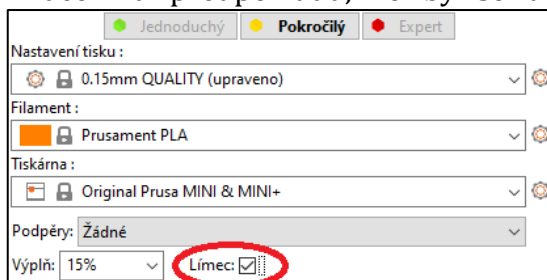 Jednoduchý Pokročilý Expert
Nastavení tisku :
0.15mm QUALITY (upraveno)
Filament :
Prusament PLA
Tiskárna :
Original Prusa MINI & MINI+
Podpěry: Žádné
Výplň: 15% Límec: